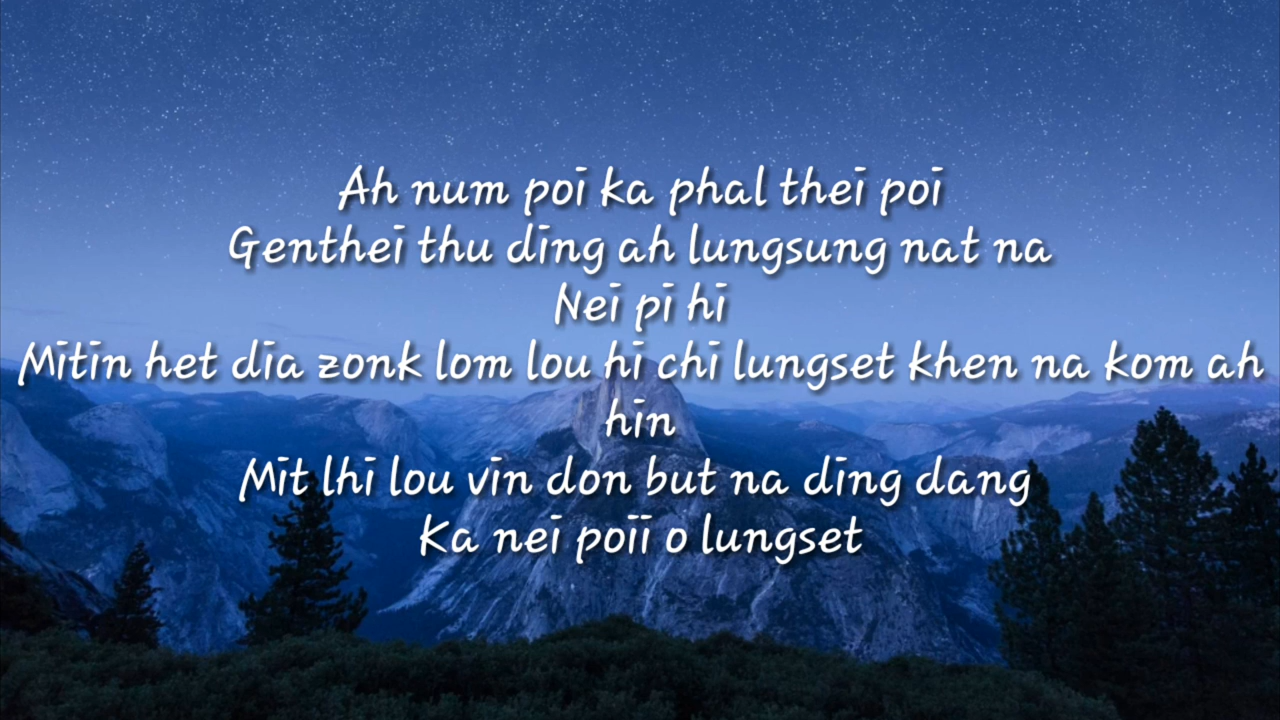 Ah num poi ka phal thei poi
Genthei thu ding ah lungsung nat na
Nei pi hi
Mitin het dia zonk lom lou hi chi lungset khen na kom ah
hin
Mit lhi lou vin don but na ding dang
Ka nei poii o lungset